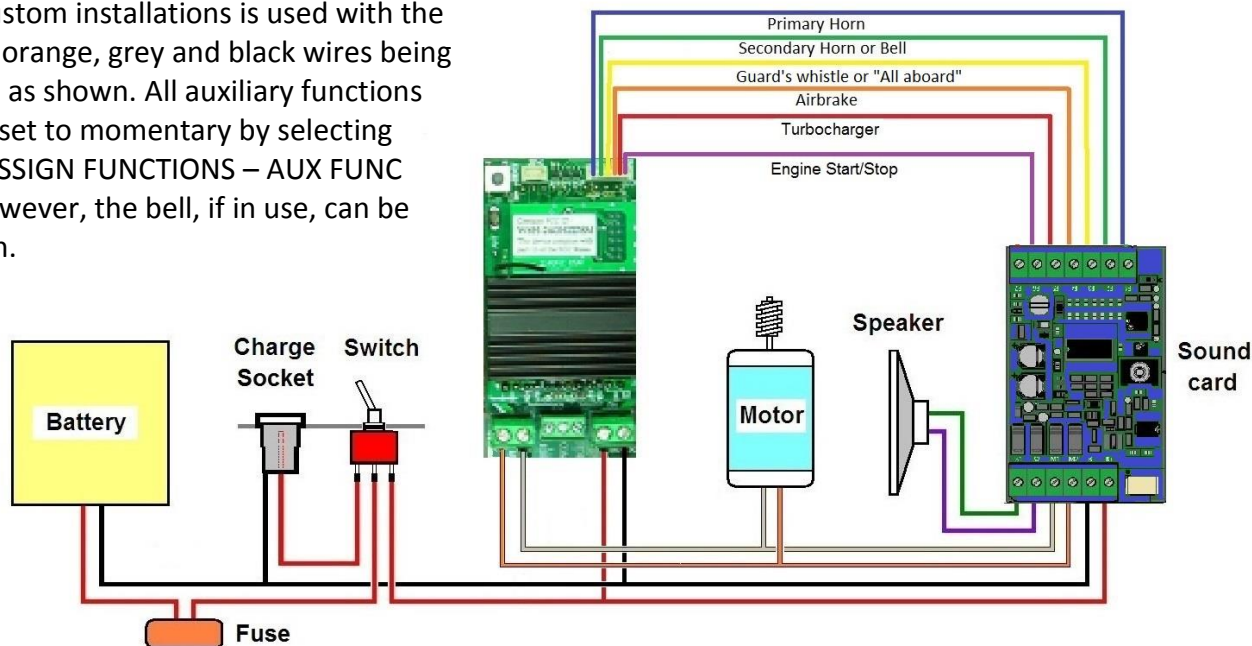 ustom installations is used with the
orange, grey and black wires being
as shown. All auxiliary functions
set to momentary by selecting
SSIGN FUNCTIONS – AUX FUNC
wever, the bell, if in use, can be
n.
Primary Horn
Secondary Horn or Bell
Guard's whistle or "All aboard"
Airbrake
Turbocharger
Engine Start/Stop
Battery
Charge
Socket
Switch
Motor
Speaker
Sound
card
Fuse